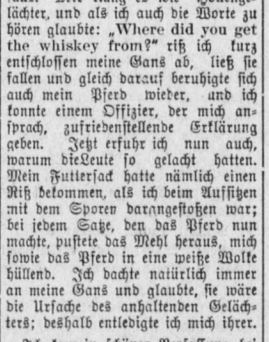 lächter, und als ich auch die Worte zu
hören glaubte: „Where did you get
the whiskey from?“ riß ich kurz
entschlossen meine Gans ab, ließ sie
fallen und gleich darauf beruhigte sich
auch mein Pferd wieder, und ich
konnte einem Offizier, der mich an-
sprach, zufriedenstellende Erklärung
geben. Jetzt erfuhr ich nun auch,
warum die Leute so gelacht hatten.
Mein Futtersack hatte nämlich einen
Riß bekommen, als ich beim Aufsitzen
mit dem Sporen darangestoßen war;
bei jedem Satze, den das Pferd nun
machte, pustete das Mehl heraus, mich
sowie das Pferd in eine weiße Wolke
hüllend. Ich dachte natürlich immer
an meine Gans und glaubte, sie wäre
die Ursache des anhaltenden Geläch-
ters; deshalb entledigte ich mich ihrer.